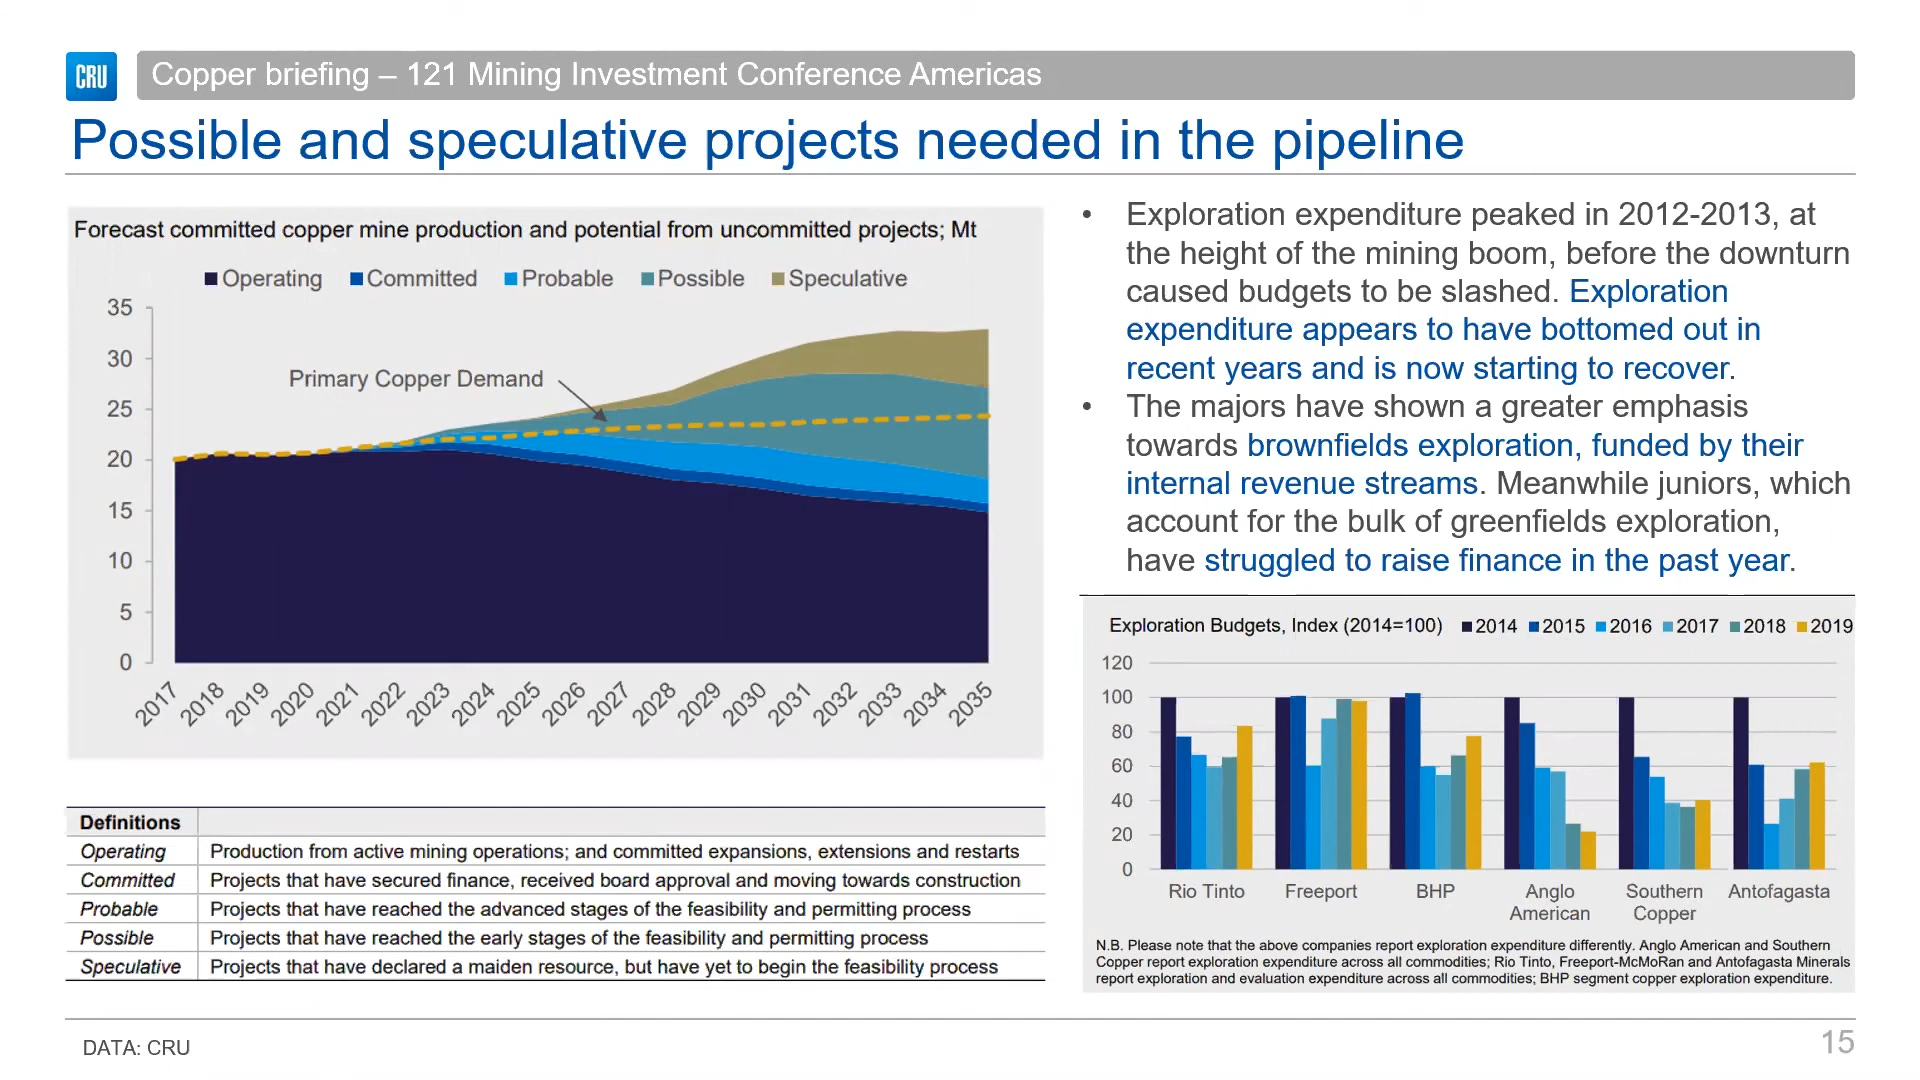 CRU
Copper briefing – 121 Mining Investment Conference Americas
Possible and speculative projects needed in the pipeline
Forecast committed copper mine production and potential from uncommitted projects; Mt
Operating Committed Probable Possible Speculative
35
30
25
20
15
10
5
0
Primary Copper Demand
2017 2018 2019 2020 2021 2022 2023 2024 2025 2026 2027 2028 2029 2030 2031 2032 2033 2034 2035
Definitions
Operating Production from active mining operations; and committed expansions, extensions and restarts
Committed Projects that have secured finance, received board approval and moving towards construction
Probable Projects that have reached the advanced stages of the feasibility and permitting process
Possible Projects that have reached the early stages of the feasibility and permitting process
Speculative Projects that have declared a maiden resource, but have yet to begin the feasibility process
• Exploration expenditure peaked in 2012-2013, at
the height of the mining boom, before the downturn
caused budgets to be slashed. Exploration
expenditure appears to have bottomed out in
recent years and is now starting to recover.
• The majors have shown a greater emphasis
towards brownfields exploration, funded by their
internal revenue streams. Meanwhile juniors, which
account for the bulk of greenfields exploration,
have struggled to raise finance in the past year.
Exploration Budgets, Index (2014=100) 2014 2015 2016 2017 2018 2019
120
100
80
60
40
20
0
Rio Tinto Freeport BHP Anglo Southern Antofagasta
American Copper
N.B. Please note that the above companies report exploration expenditure differently. Anglo American and Southern
Copper report exploration expenditure across all commodities; Rio Tinto, Freeport-McMoRan and Antofagasta Minerals
report exploration and evaluation expenditure across all commodities; BHP segment copper exploration expenditure.
DATA: CRU
15